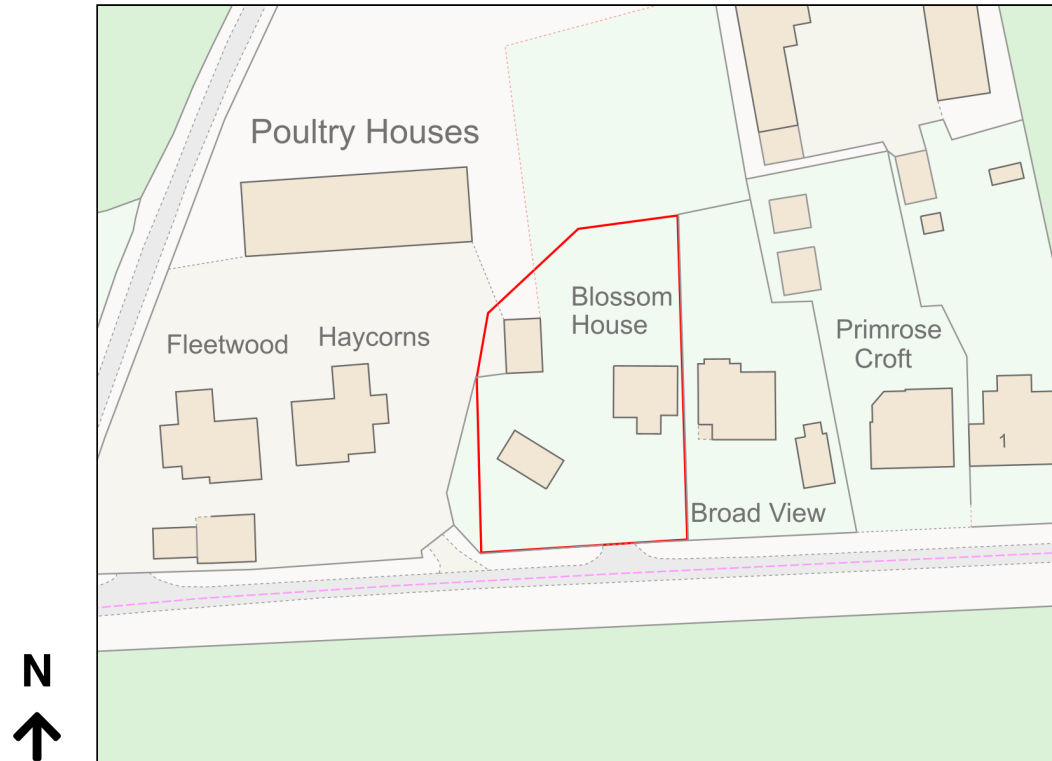 Poultry Houses
Blossom
House
Fleetwood
Haycorns
Primrose
Croft
1
Broad View
N